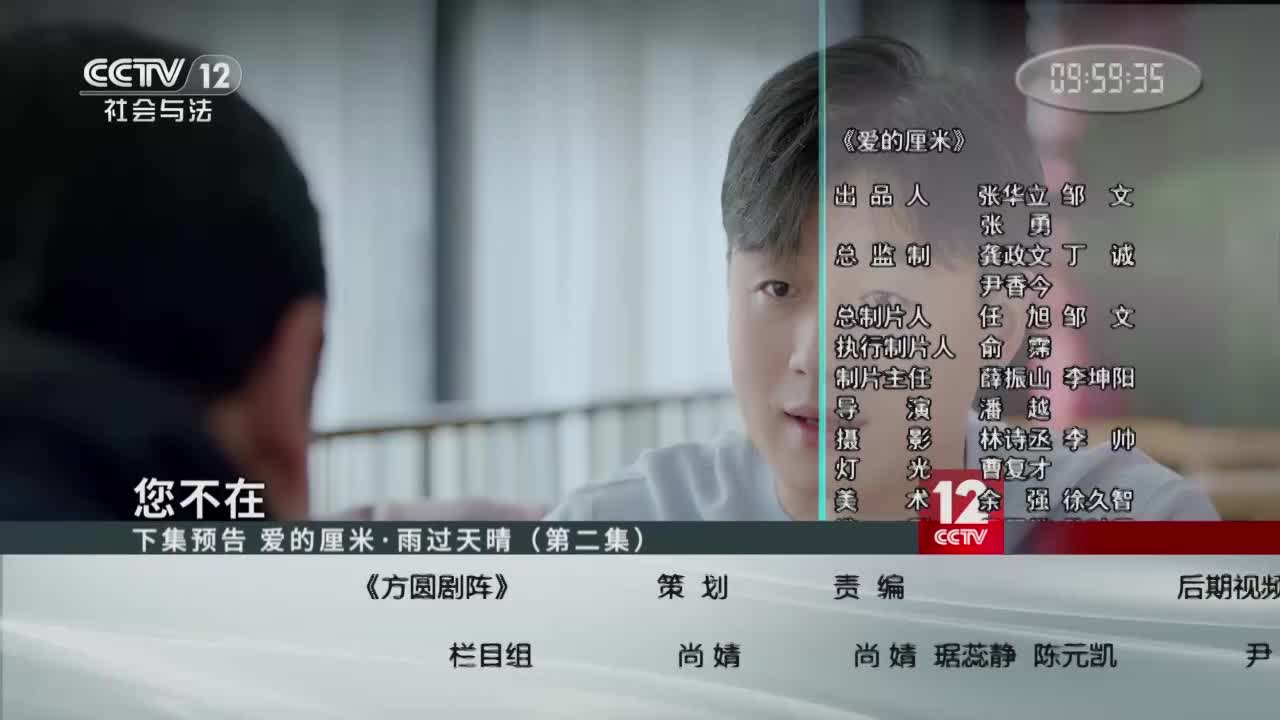 CCTV 12
社会与法
09:59:35
《爱的厘米》
出品人 张华立 邹文
张勇
总监制 龚政文 丁诚
尹香今
总制片人 任旭 邹文
执行制片人 俞霈
制片主任 薛振山 李坤阳
导演 潘越
摄影 林诗丞 李帅
灯光 曹复才
美术 余强 徐久智
您不在
下集预告 爱的厘米·雨过天晴（第二集）
12
CCTV
《方圆剧阵》 策划 责编 后期视频
栏目组 尚婧 尚婧 琚蕊静 陈元凯 尹